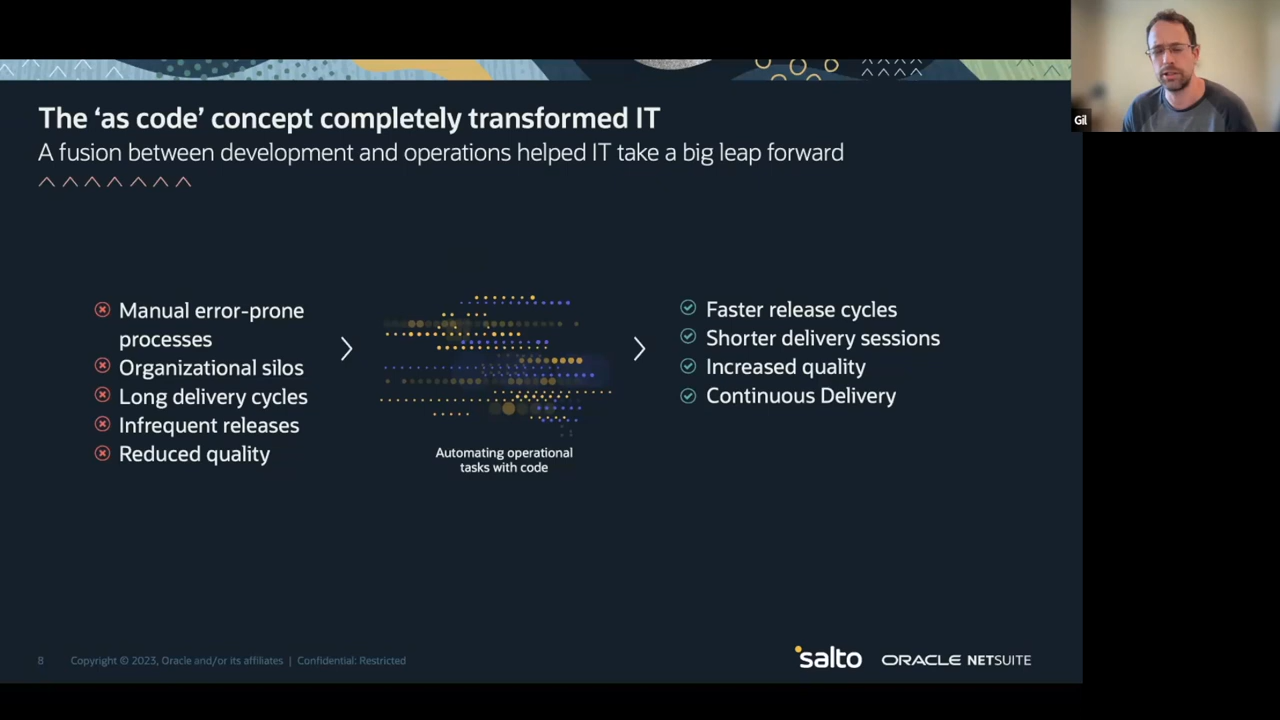 Gil
The ‘as code’ concept completely transformed IT
A fusion between development and operations helped IT take a big leap forward
Manual error-prone
processes
Organizational silos
Long delivery cycles
Infrequent releases
Reduced quality
Automating operational
tasks with code
Faster release cycles
Shorter delivery sessions
Increased quality
Continuous Delivery
8 Copyright © 2023, Oracle and/or its affiliates | Confidential: Restricted
salto ORACLE NETSUITE